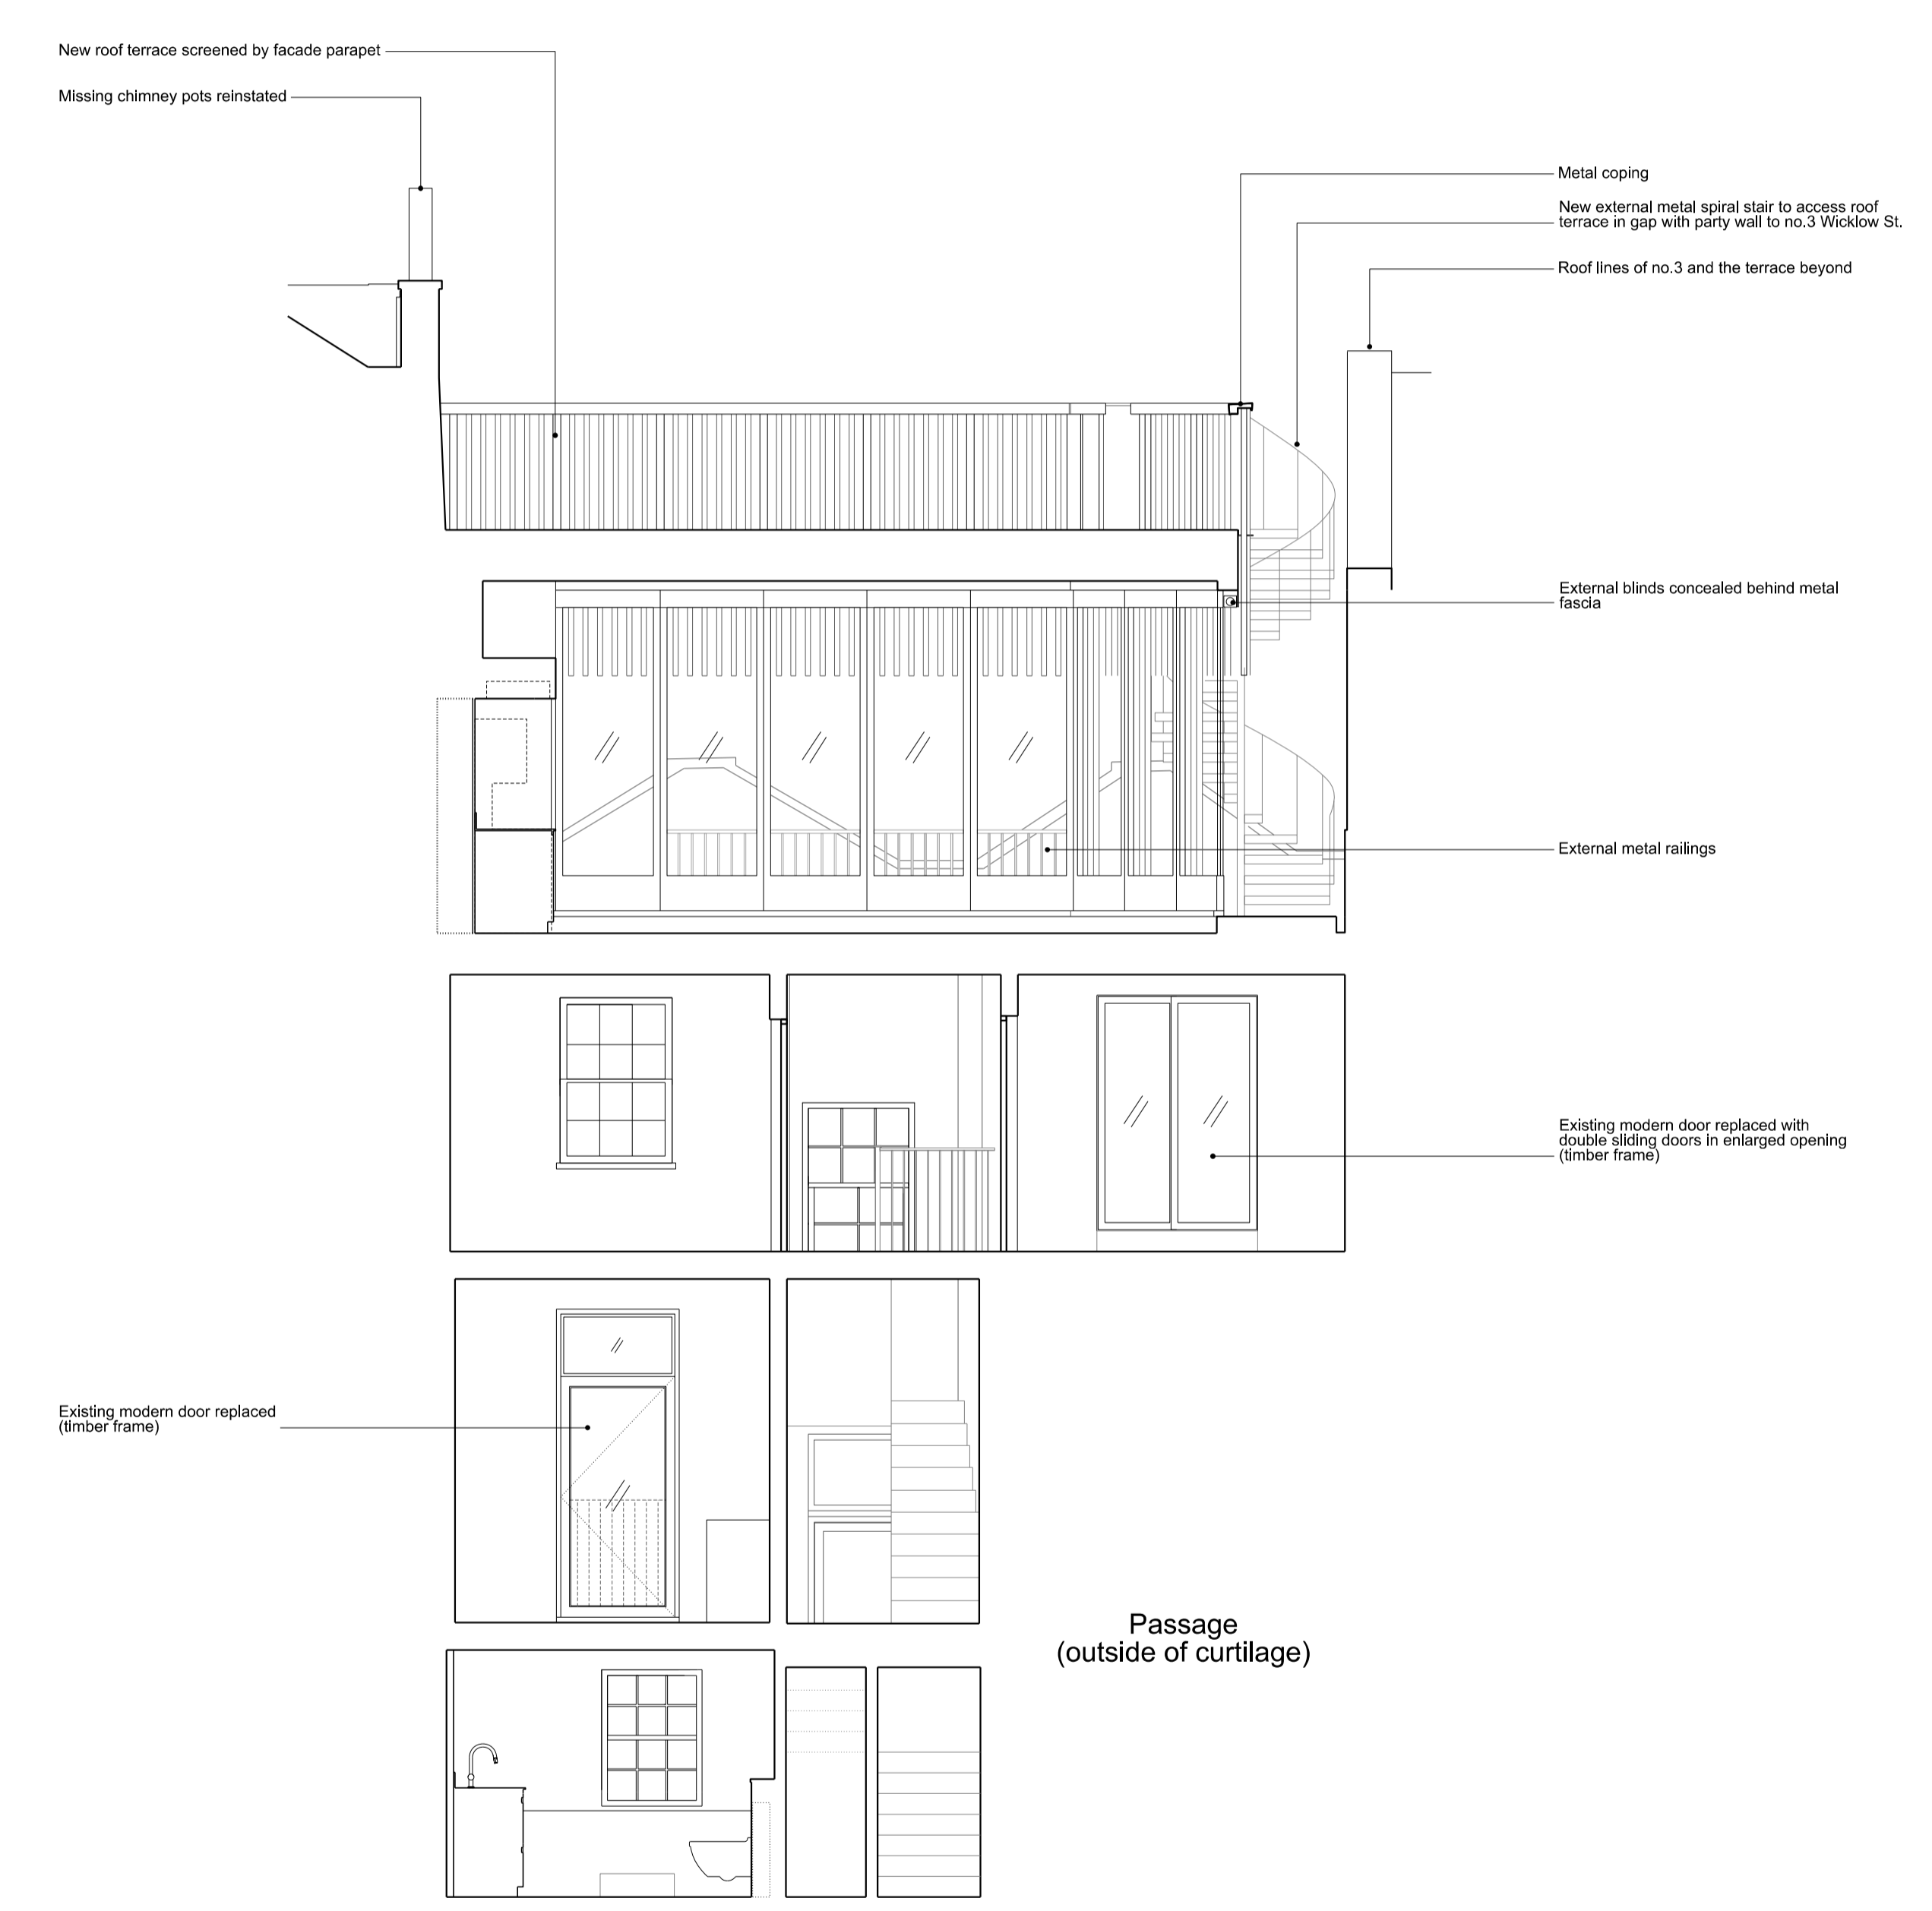 New roof terrace screened by facade parapet
Missing chimney pots reinstated
Metal coping
New external metal spiral stair to access roof
terrace in gap with party wall to no.3 Wicklow St.
Roof lines of no.3 and the terrace beyond
External blinds concealed behind metal
fascia
External metal railings
Existing modern door replaced with
double sliding doors in enlarged opening
(timber frame)
Existing modern door replaced
(timber frame)
Passage
(outside of curtilage)